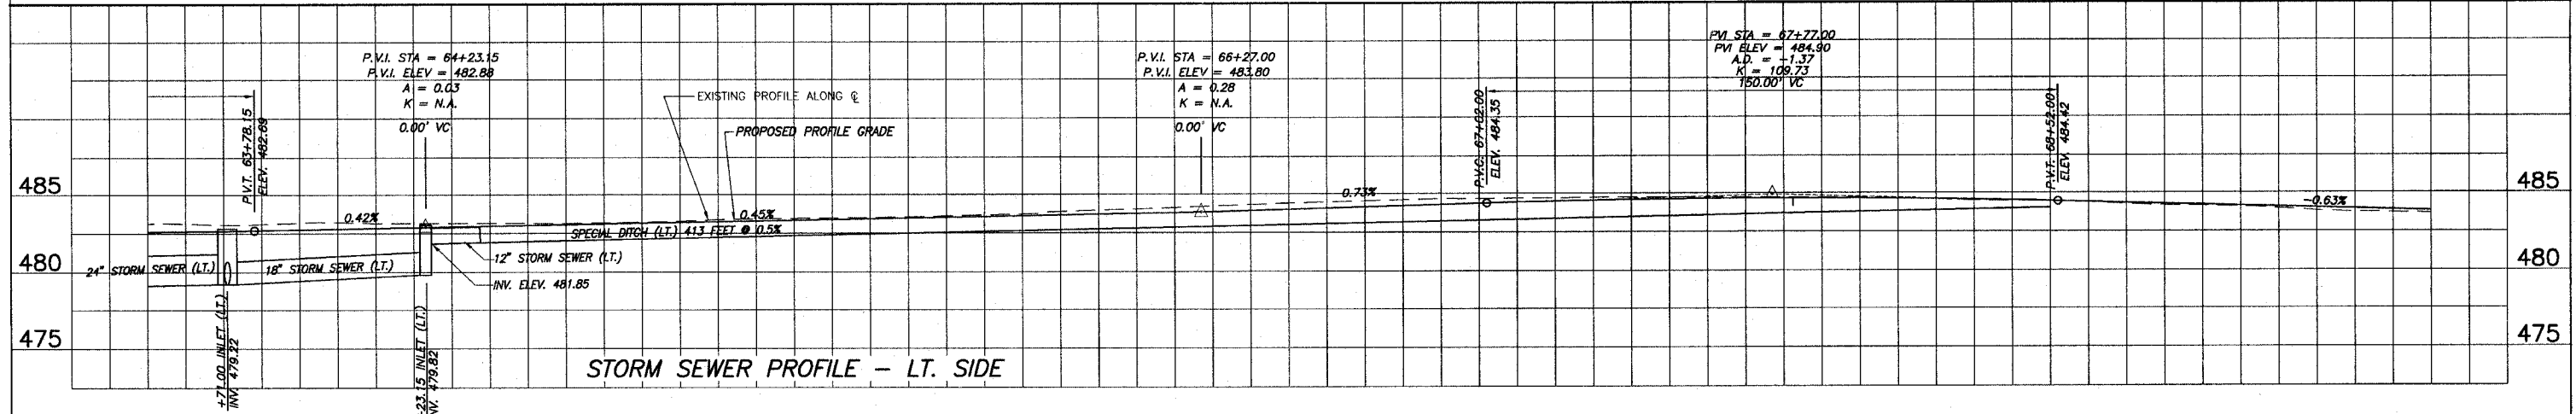 P.V.I. STA = 64+23.15
P.V.I. ELEV = 482.88
A = 0.03
K = N.A.
0.00' VC
P.V.I. STA = 66+27.00
P.V.I. ELEV = 483.80
A = 0.28
K = N.A.
0.00' VC
PVI STA = 67+77.00
PVI ELEV = 484.90
A.D. = -1.37
K = 109.73
150.00' VC
EXISTING PROFILE ALONG ℄
PROPOSED PROFILE GRADE
P.V.T. 63+78.15
ELEV. 482.69
P.V.C. 67+02.00
ELEV. 484.35
P.V.T. 68+52.00
ELEV. 484.42
485
485
0.42%
0.45%
0.73%
-0.63%
SPECIAL DITCH (LT.) 413 FEET @ 0.5%
480
24" STORM SEWER (LT.)
18" STORM SEWER (LT.)
12" STORM SEWER (LT.)
480
INV. ELEV. 481.85
475
475
+71.00 INLET (LT.)
INV. 479.22
+23.15 INLET (LT.)
INV. 479.82
STORM SEWER PROFILE – LT. SIDE